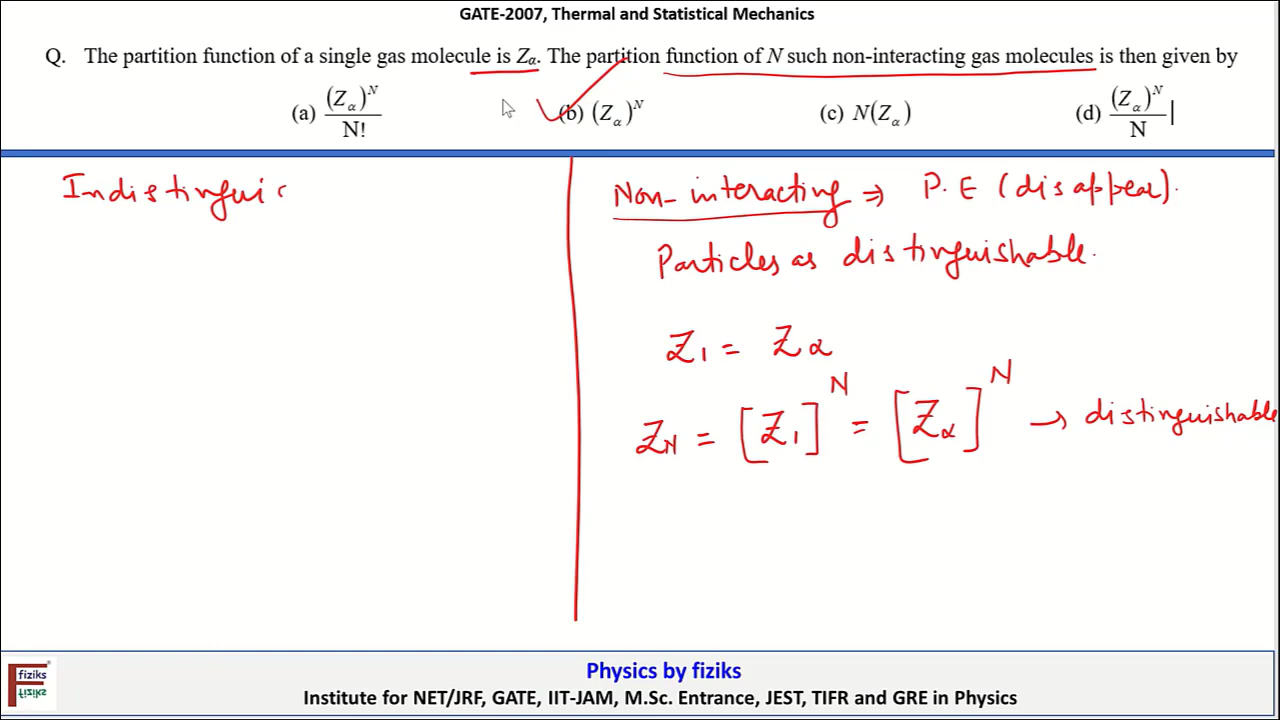 GATE-2007, Thermal and Statistical Mechanics
Q. The partition function of a single gas molecule is Zα. The partition function of N such non-interacting gas molecules is then given by
(a) (Zα)^N / N! (b) (Zα)^N (c) N(Zα) (d) (Zα)^N / N
Indistingui
Non-interacting ⇒ P.E (disappear).
Particles as distinguishable.
Z₁ = Zα
Z_N = [Z₁]^N = [Zα]^N → distinguishable
fiziks
fiziks
Physics by fiziks
Institute for NET/JRF, GATE, IIT-JAM, M.Sc. Entrance, JEST, TIFR and GRE in Physics